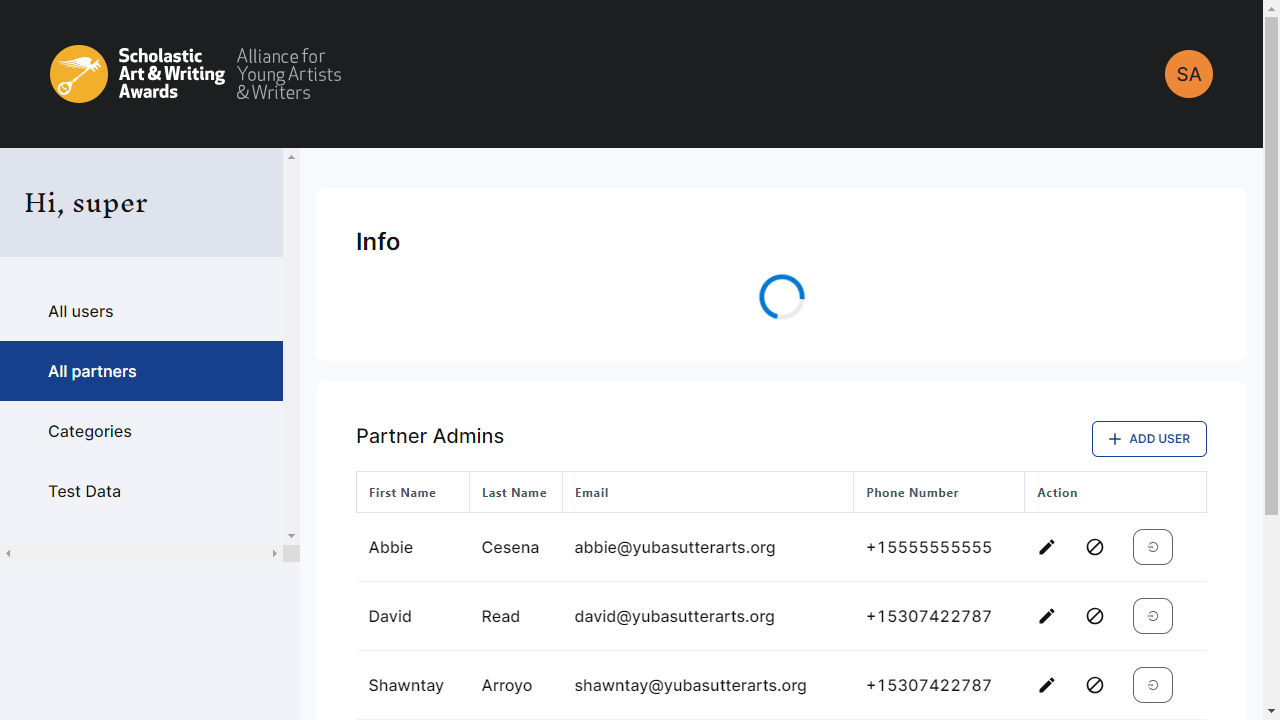 Scholastic
Art & Writing
Awards
Alliance for
Young Artists
& Writers
SA
Hi, super
All users
All partners
Categories
Test Data
Info
Partner Admins
ADD USER
First Name Last Name Email Phone Number Action
Abbie Cesena abbie@yubasutterarts.org +15555555555
David Read david@yubasutterarts.org +15307422787
Shawntay Arroyo shawntay@yubasutterarts.org +15307422787